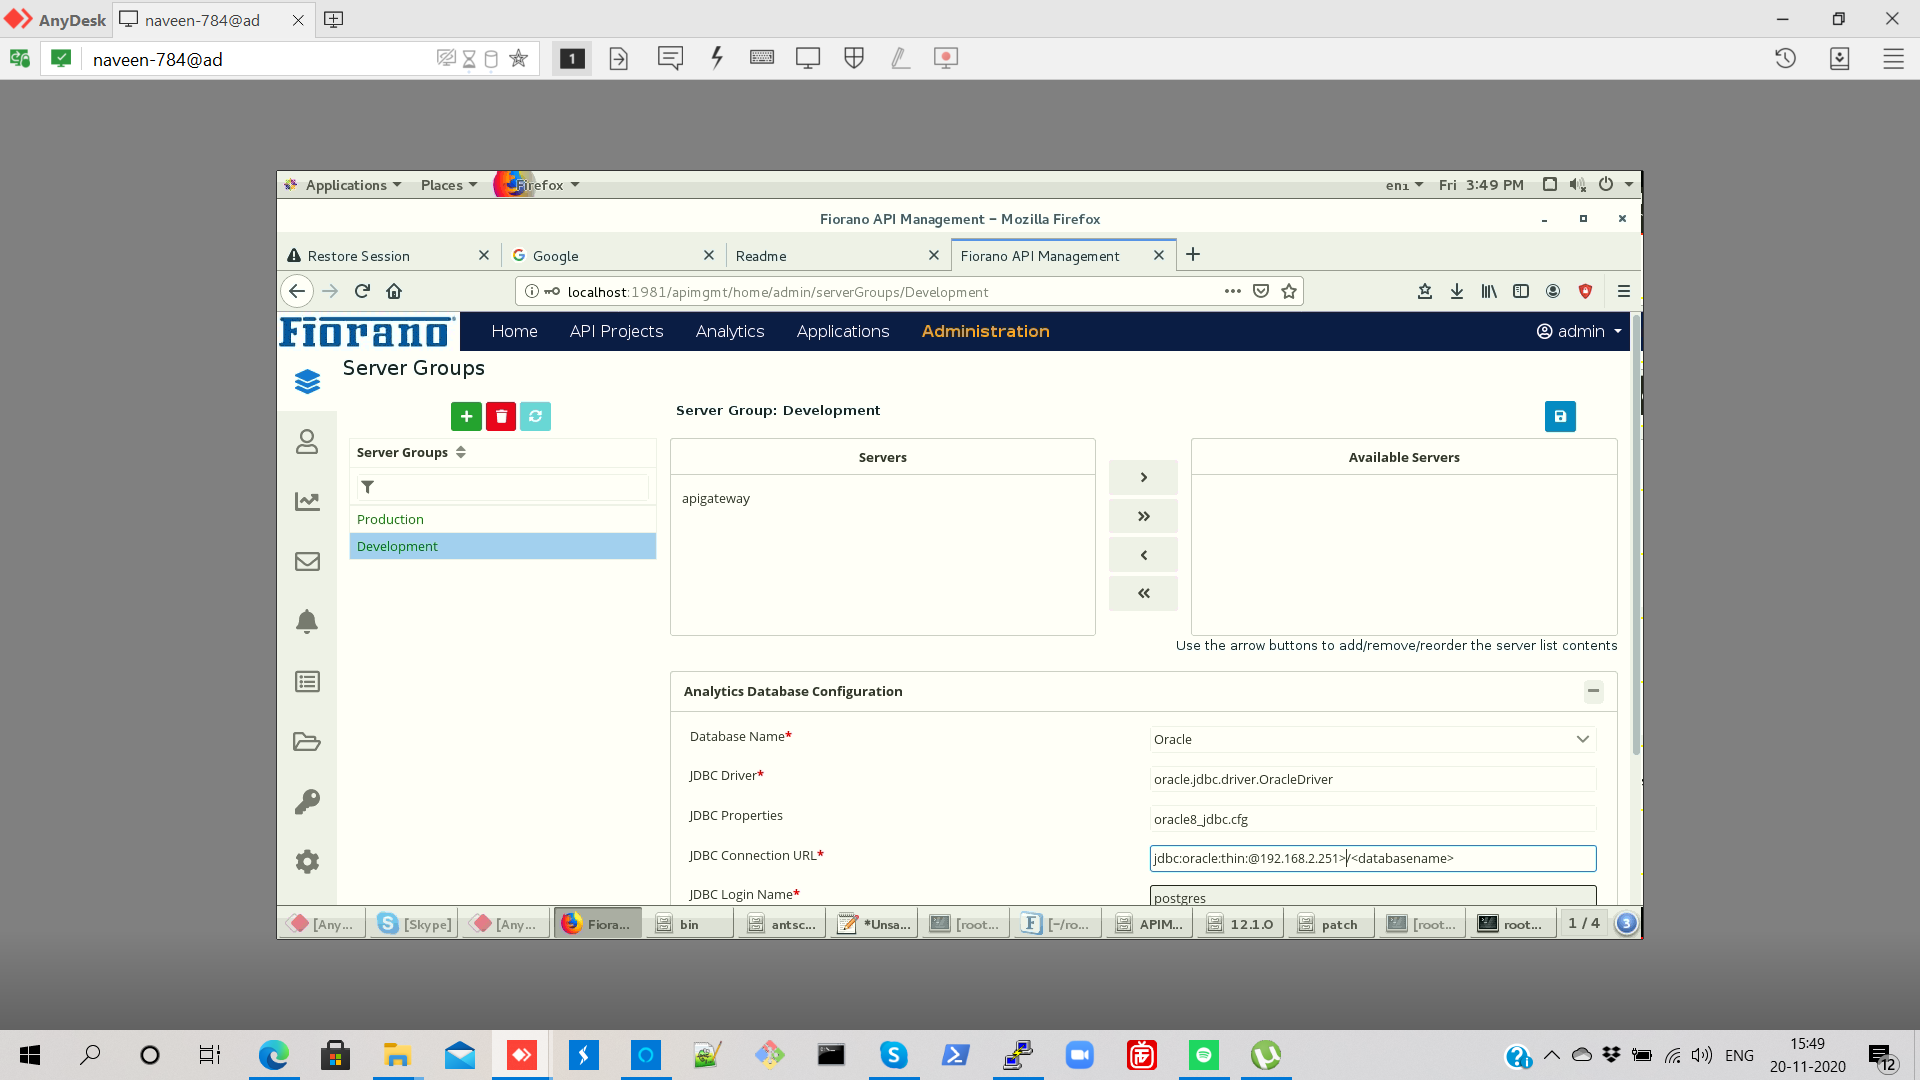 AnyDesk
naveen-784@ad
naveen-784@ad
1
Applications
Places
Firefox
en1
Fri 3:49 PM
Fiorano API Management - Mozilla Firefox
Restore Session
Google
Readme
Fiorano API Management
localhost:1981/apimgmt/home/admin/serverGroups/Development
Fiorano
Home
API Projects
Analytics
Applications
Administration
admin
Server Groups
Server Group: Development
Server Groups
Servers
Available Servers
apigateway
Production
Development
Use the arrow buttons to add/remove/reorder the server list contents
Analytics Database Configuration
Database Name*
Oracle
JDBC Driver*
oracle.jdbc.driver.OracleDriver
JDBC Properties
oracle8_jdbc.cfg
JDBC Connection URL*
jdbc:oracle:thin:@192.168.2.251>/<databasename>
JDBC Login Name*
postgres
[Any...
[Skype]
[Any...
Fiora...
bin
antsc...
*Unsa...
[root...
[~/ro...
APIM...
12.1.0
patch
[root...
root...
1 / 4
3
ENG
15:49
20-11-2020
12